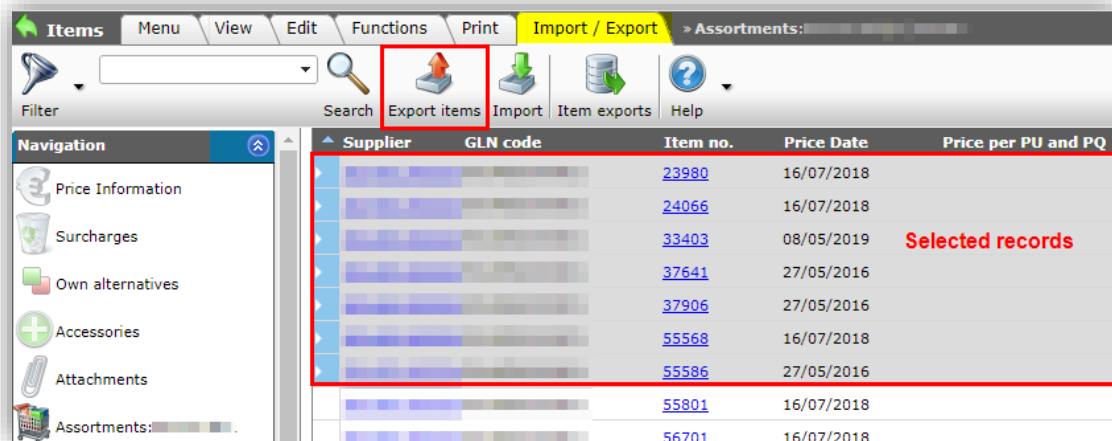 Items Menu View Edit Functions Print Import / Export » Assortments:
Filter Search Export items Import Item exports Help
Navigation
Price Information
Surcharges
Own alternatives
Accessories
Attachments
Assortments: .
Supplier GLN code Item no. Price Date Price per PU and PQ
23980 16/07/2018
24066 16/07/2018
33403 08/05/2019 Selected records
37641 27/05/2016
37906 27/05/2016
55568 16/07/2018
55586 27/05/2016
55801 16/07/2018
56701 16/07/2018